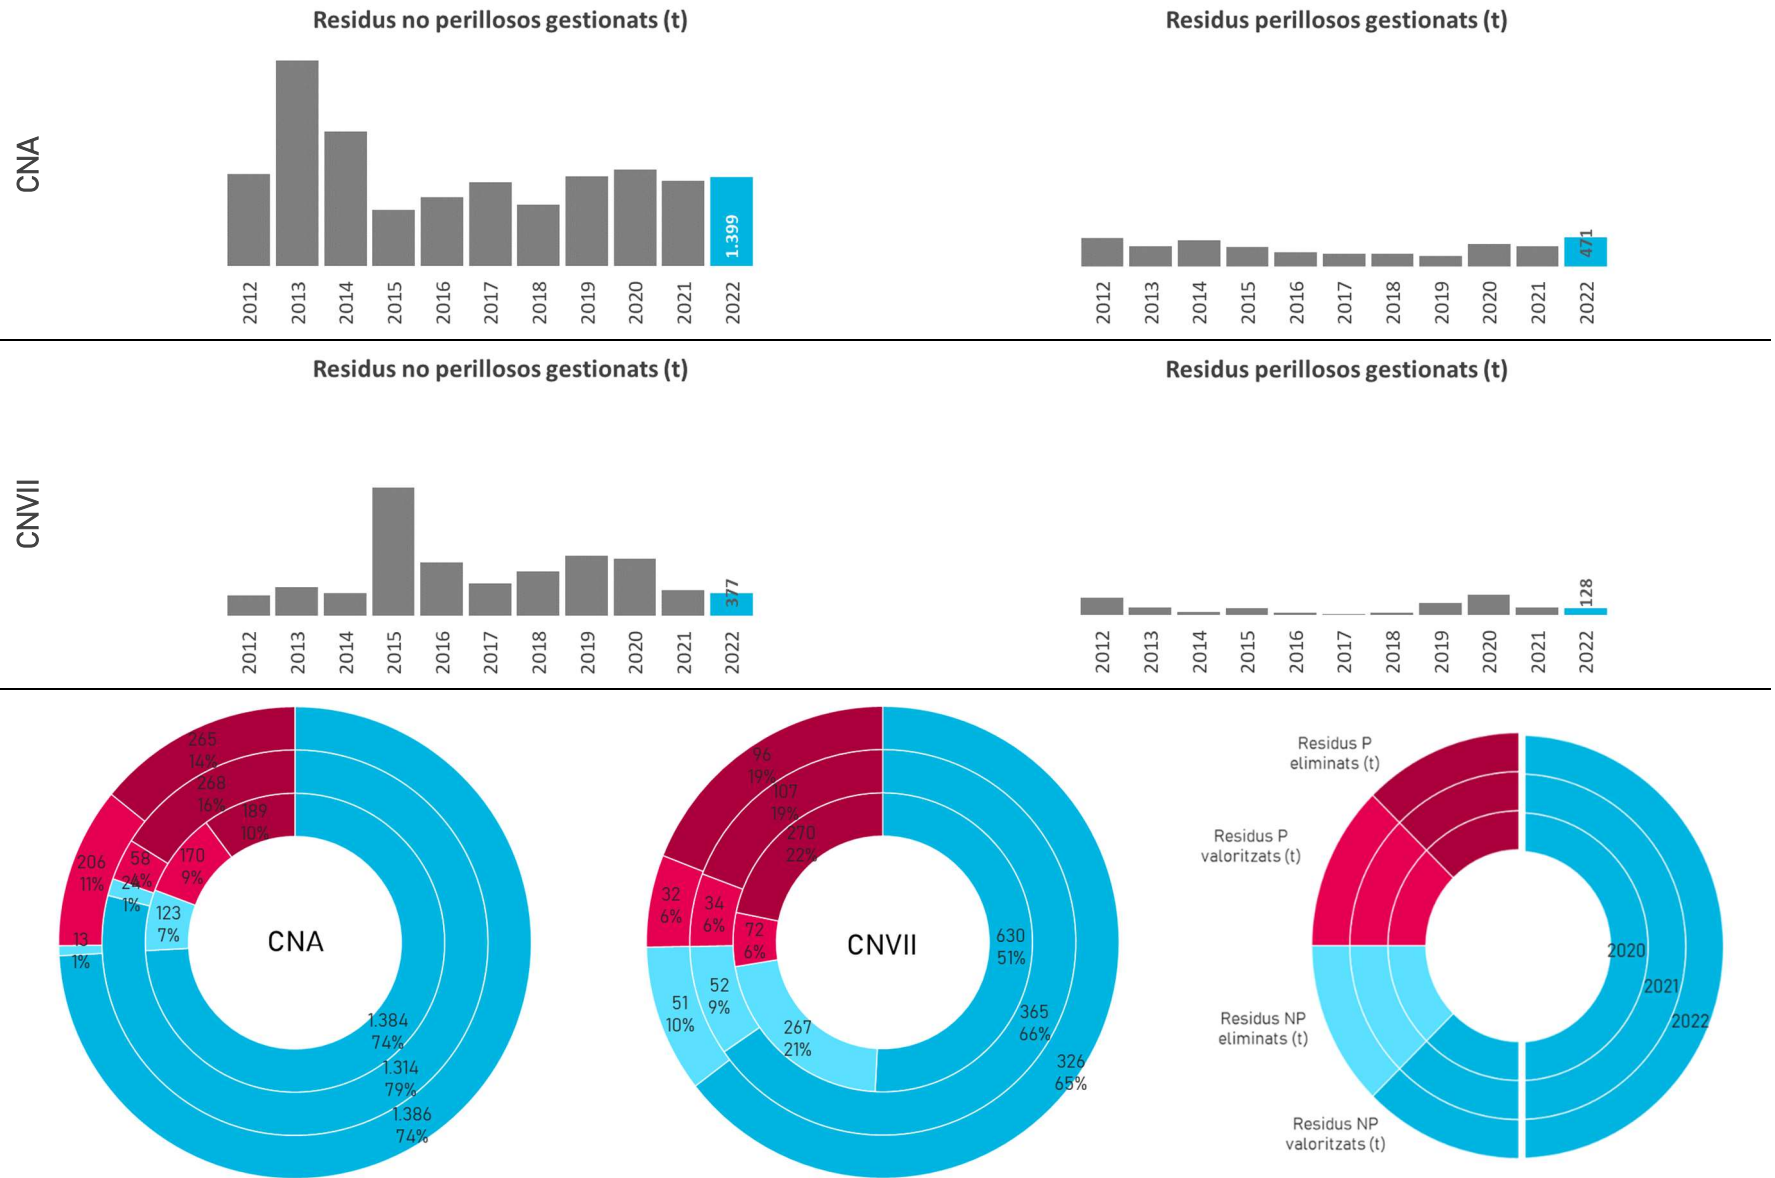 Residus no perillosos gestionats (t)
Residus perillosos gestionats (t)
CNA
1.399
471
2012 2013 2014 2015 2016 2017 2018 2019 2020 2021 2022
2012 2013 2014 2015 2016 2017 2018 2019 2020 2021 2022
Residus no perillosos gestionats (t)
Residus perillosos gestionats (t)
CNVII
377
128
2012 2013 2014 2015 2016 2017 2018 2019 2020 2021 2022
2012 2013 2014 2015 2016 2017 2018 2019 2020 2021 2022
265
14%
268
16%
189
10%
206
11%
58
4%
170
9%
24
1%
123
7%
13
1%
CNA
1.384
74%
1.314
79%
1.386
74%
96
19%
107
19%
270
22%
32
6%
34
6%
72
6%
CNVII
630
51%
51
10%
52
9%
267
21%
365
66%
326
65%
Residus P
eliminats (t)
Residus P
valoritzats (t)
2020
2021
2022
Residus NP
eliminats (t)
Residus NP
valoritzats (t)